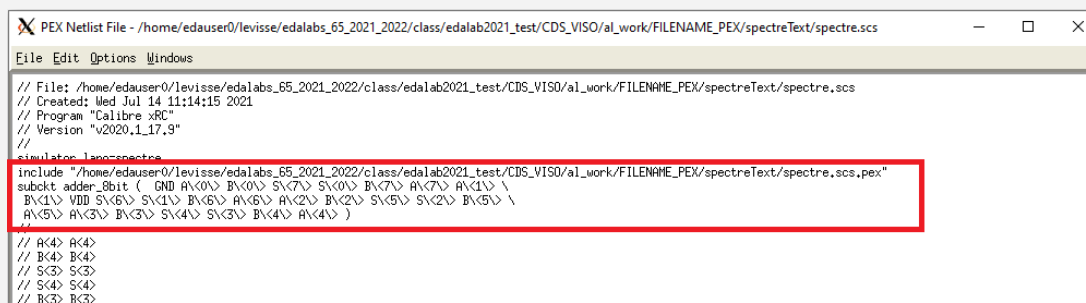 PEX Netlist File - /home/edauser0/levisse/edalabs_65_2021_2022/class/edalab2021_test/CDS_VISO/al_work/FILENAME_PEX/spectreText/spectre.scs
File Edit Options Windows
// File: /home/edauser0/levisse/edalabs_65_2021_2022/class/edalab2021_test/CDS_VISO/al_work/FILENAME_PEX/spectreText/spectre.scs
// Created: Wed Jul 14 11:14:15 2021
// Program "Calibre xRC"
// Version "v2020.1_17.9"
//
simulator lang=spectre
include "/home/edauser0/levisse/edalabs_65_2021_2022/class/edalab2021_test/CDS_VISO/al_work/FILENAME_PEX/spectreText/spectre.scs.pex"
subckt adder_8bit (  GND A\<0\> B\<0\> S\<7\> S\<0\> B\<7\> A\<7\> A\<1\> \
B\<1\> VDD S\<6\> S\<1\> B\<6\> A\<6\> A\<2\> B\<2\> S\<5\> S\<2\> B\<5\> \
A\<5\> A\<3\> B\<3\> S\<4\> S\<3\> B\<4\> A\<4\> )
//
// A<4> A<4>
// B<4> B<4>
// S<3> S<3>
// S<4> S<4>
// B<3> B<3>